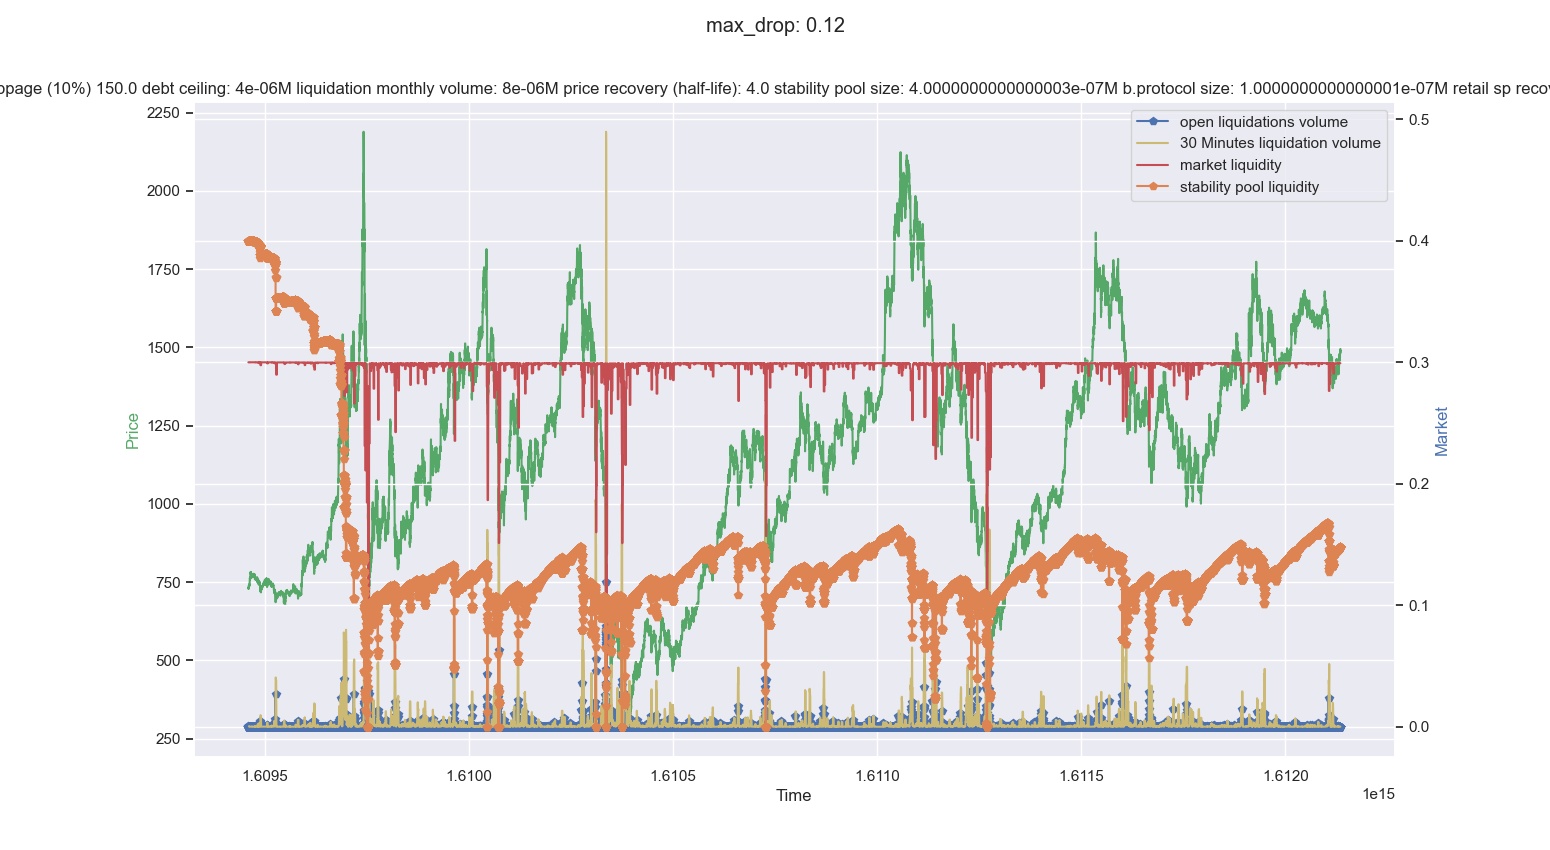 max_drop: 0.12
(10%) 150.0 debt ceiling: 4e-06M liquidation monthly volume: 8e-06M price recovery (half-life): 4.0 stability pool size: 4.0000000000000003e-07M b.protocol size: 1.0000000000000001e-07M retail sp
open liquidations volume
30 Minutes liquidation volume
market liquidity
stability pool liquidity
2250
2000
1750
1500
1250
1000
750
500
250
Price
0.5
0.4
0.3
0.2
0.1
0.0
Market
1.6095
1.6100
1.6105
1.6110
1.6115
1.6120
Time
1e15